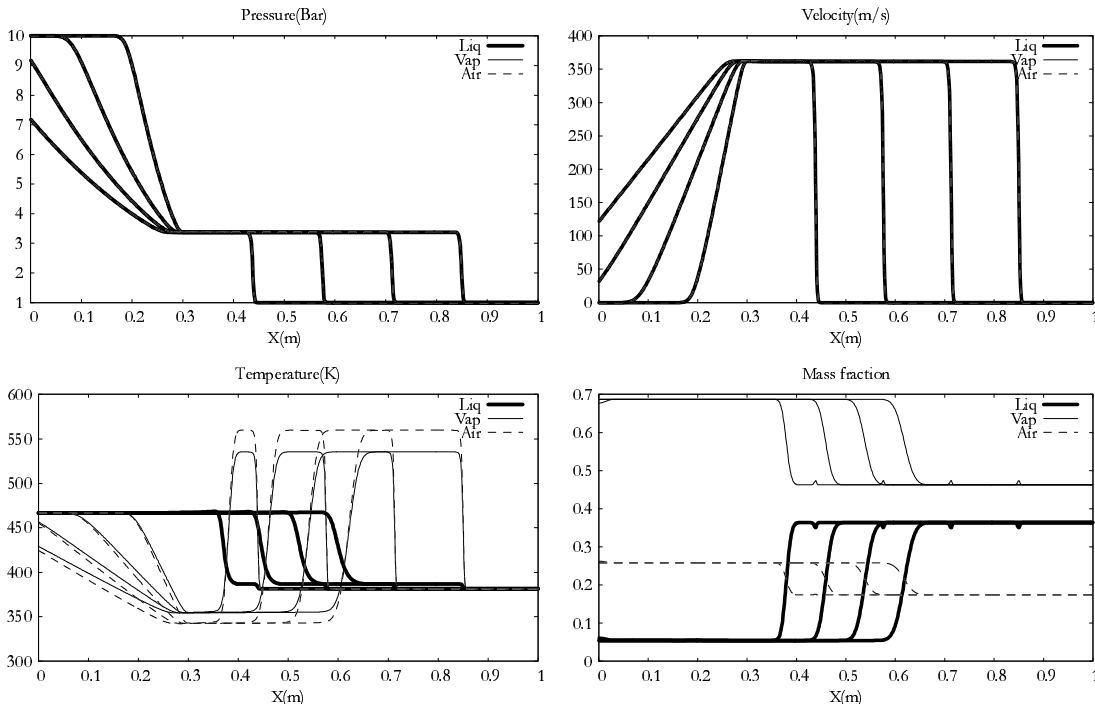 Pressure(Bar)
10
9
8
7
6
5
4
3
2
1
0 0.1 0.2 0.3 0.4 0.5 0.6 0.7 0.8 0.9 1
X(m)
Liq
Vap
Air
Velocity(m/s)
400
350
300
250
200
150
100
50
0
0 0.1 0.2 0.3 0.4 0.5 0.6 0.7 0.8 0.9 1
X(m)
Liq
Vap
Air
Temperature(K)
600
550
500
450
400
350
300
0 0.1 0.2 0.3 0.4 0.5 0.6 0.7 0.8 0.9 1
X(m)
Liq
Vap
Air
Mass fraction
0.7
0.6
0.5
0.4
0.3
0.2
0.1
0
0 0.1 0.2 0.3 0.4 0.5 0.6 0.7 0.8 0.9 1
X(m)
Liq
Vap
Air